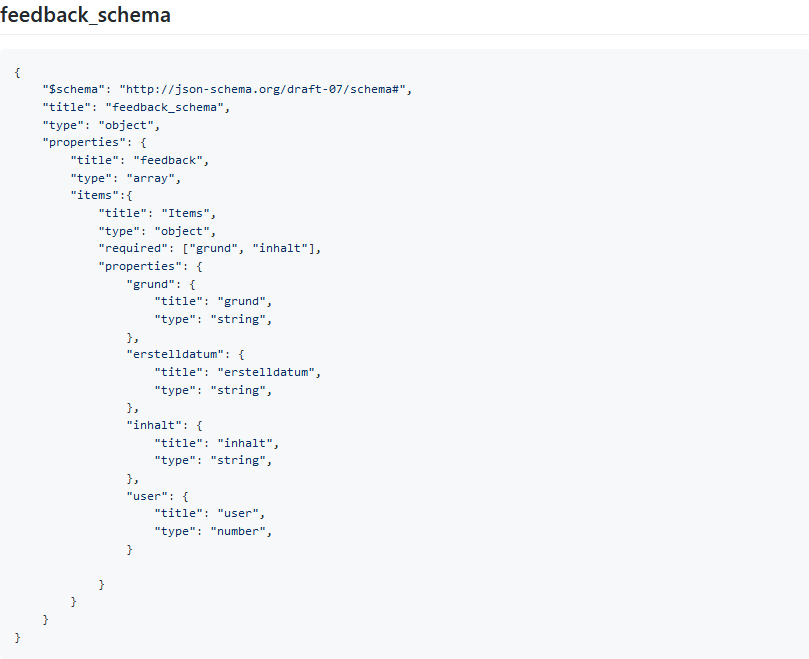 feedback_schema
{
    "$schema": "http://json-schema.org/draft-07/schema#",
    "title": "feedback_schema",
    "type": "object",
    "properties": {
        "title": "feedback",
        "type": "array",
        "items":{
            "title": "Items",
            "type": "object",
            "required": ["grund", "inhalt"],
            "properties": {
                "grund": {
                    "title": "grund",
                    "type": "string",
                },
                "erstelldatum": {
                    "title": "erstelldatum",
                    "type": "string",
                },
                "inhalt": {
                    "title": "inhalt",
                    "type": "string",
                },
                "user": {
                    "title": "user",
                    "type": "number",
                }
            }
        }
    }
}